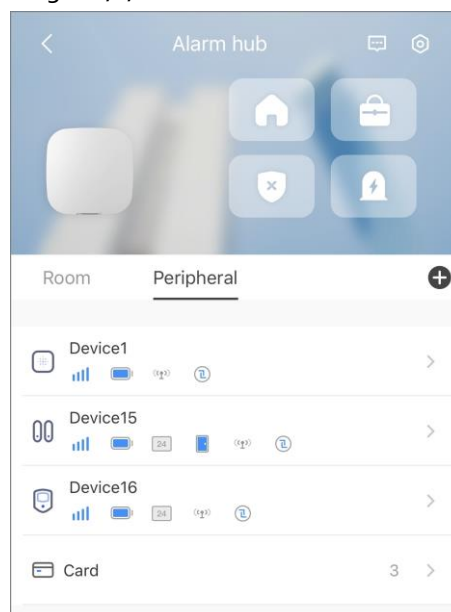 Alarm hub
Room Peripheral
Device1
Device15
24
Device16
24
Card 3